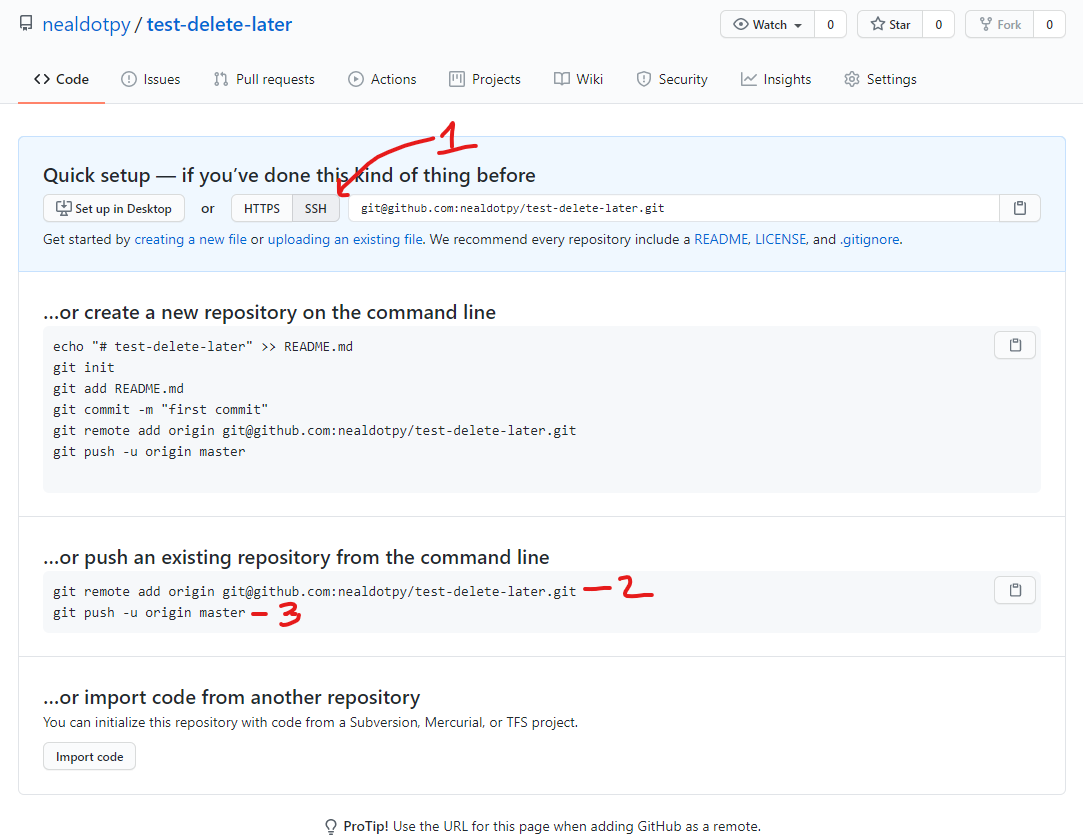 nealdotpy / test-delete-later
Watch 0 Star 0 Fork 0
Code Issues Pull requests Actions Projects Wiki Security Insights Settings
1
Quick setup — if you’ve done this kind of thing before
Set up in Desktop or HTTPS SSH git@github.com:nealdotpy/test-delete-later.git
Get started by creating a new file or uploading an existing file. We recommend every repository include a README, LICENSE, and .gitignore.
…or create a new repository on the command line
echo "# test-delete-later" >> README.md
git init
git add README.md
git commit -m "first commit"
git remote add origin git@github.com:nealdotpy/test-delete-later.git
git push -u origin master
…or push an existing repository from the command line
git remote add origin git@github.com:nealdotpy/test-delete-later.git — 2
git push -u origin master — 3
…or import code from another repository
You can initialize this repository with code from a Subversion, Mercurial, or TFS project.
Import code
ProTip! Use the URL for this page when adding GitHub as a remote.